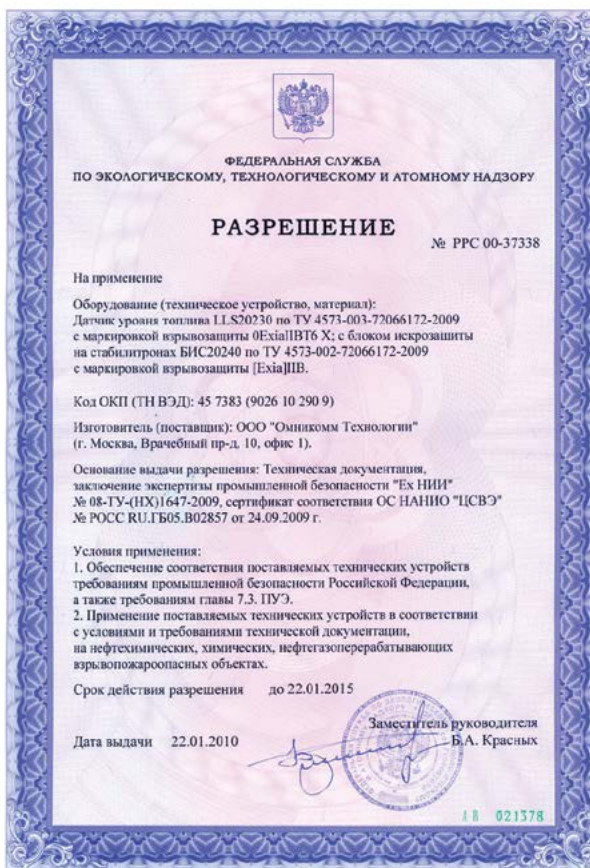 ФЕДЕРАЛЬНАЯ СЛУЖБА
ПО ЭКОЛОГИЧЕСКОМУ, ТЕХНОЛОГИЧЕСКОМУ И АТОМНОМУ НАДЗОРУ
РАЗРЕШЕНИЕ
№ РРС 00-37338
На применение
Оборудование (техническое устройство, материал):
Датчик уровня топлива LLS20230 по ТУ 4573-003-72066172-2009
с маркировкой взрывозащиты 0ExiaIIBT6 X; с блоком искрозащиты
на стабилитронах БИС20240 по ТУ 4573-002-72066172-2009
с маркировкой взрывозащиты [Exia]IIB.
Код ОКП (ТН ВЭД): 45 7383 (9026 10 290 9)
Изготовитель (поставщик): ООО "Омникомм Технологии"
(г. Москва, Врачебный пр-д, 10, офис 1).
Основание выдачи разрешения: Техническая документация,
заключение экспертизы промышленной безопасности "Ех НИИ"
№ 08-ТУ-(НХ)1647-2009, сертификат соответствия ОС НАНИО "ЦСВЭ"
№ РОСС RU.ГБ05.В02857 от 24.09.2009 г.
Условия применения:
1. Обеспечение соответствия поставляемых технических устройств
требованиям промышленной безопасности Российской Федерации,
а также требованиям главы 7.3. ПУЭ.
2. Применение поставляемых технических устройств в соответствии
с условиями и требованиями технической документации,
на нефтехимических, химических, нефтегазоперерабатывающих
взрывопожароопасных объектах.
Срок действия разрешения до 22.01.2015
Заместитель руководителя
Дата выдачи 22.01.2010 Б.А. Красных
АВ 021378